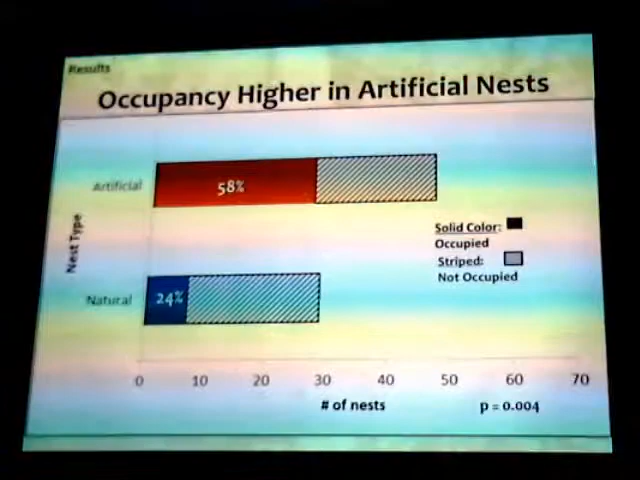 Results
Occupancy Higher in Artificial Nests
Artificial
58%
Solid Color:
Occupied
Striped:
Not Occupied
Nest Type
Natural
24%
0 10 20 30 40 50 60 70
# of nests
p = 0.004